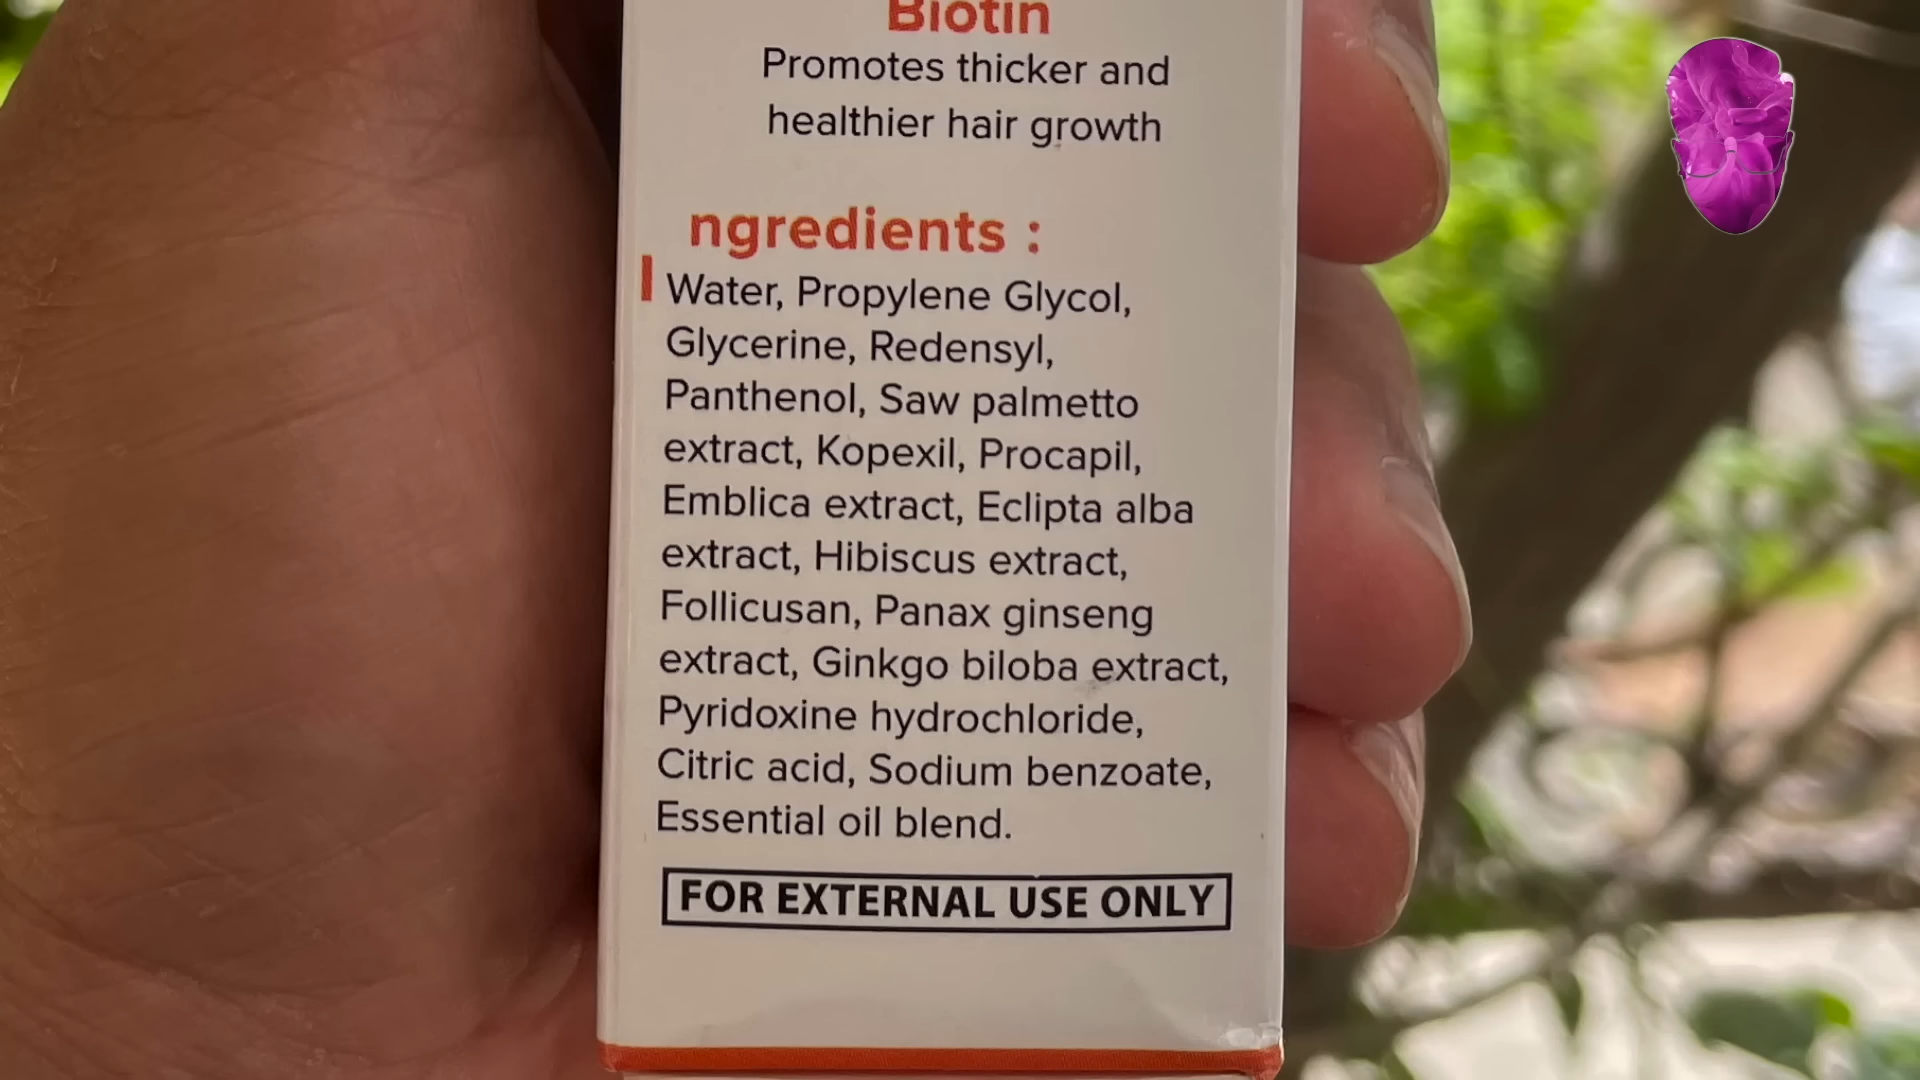 Biotin
Promotes thicker and
healthier hair growth
ngredients :
I
Water, Propylene Glycol,
Glycerine, Redensyl,
Panthenol, Saw palmetto
extract, Kopexil, Procapil,
Emblica extract, Eclipta alba
extract, Hibiscus extract,
Follicusan, Panax ginseng
extract, Ginkgo biloba extract,
Pyridoxine hydrochloride,
Citric acid, Sodium benzoate,
Essential oil blend.
FOR EXTERNAL USE ONLY